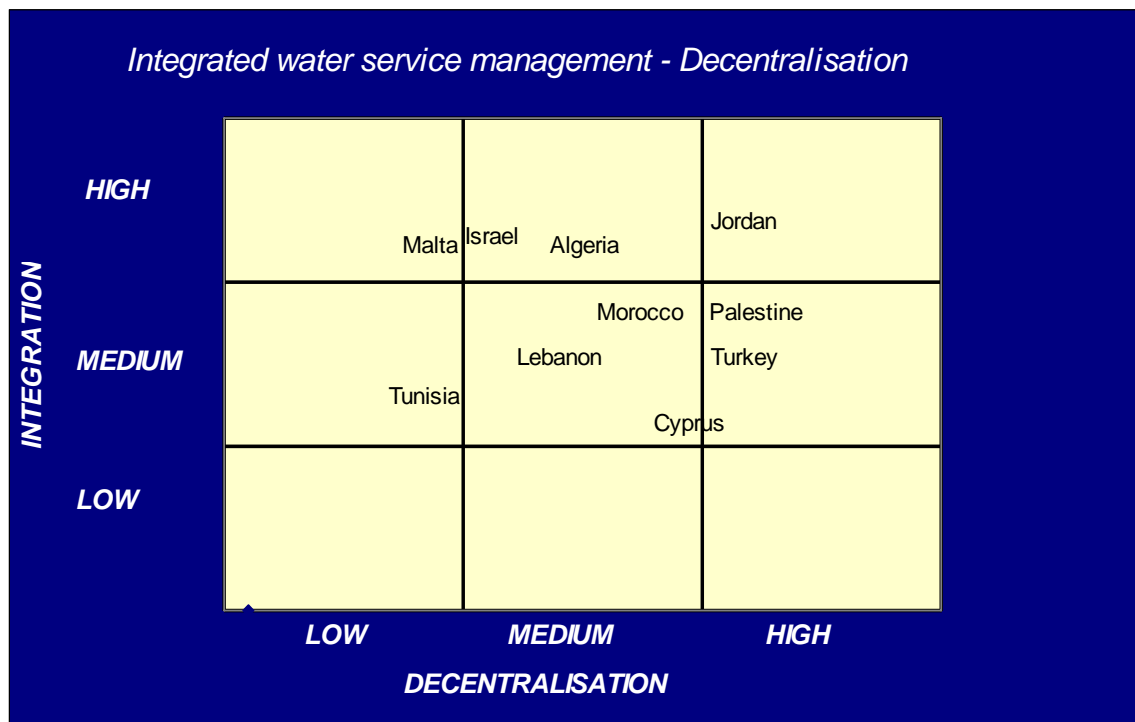 Integrated water service management - Decentralisation
HIGH
Jordan
Israel
Malta
Algeria
INTEGRATION
Morocco
Palestine
MEDIUM
Lebanon
Turkey
Tunisia
Cyprus
LOW
LOW
MEDIUM
HIGH
DECENTRALISATION